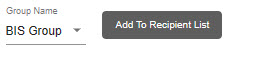 Group Name
BIS Group
Add To Recipient List